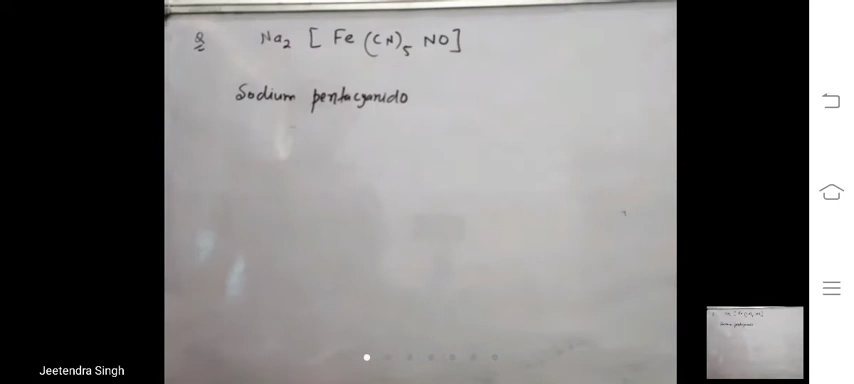 Q Na2 [Fe(CN)5 NO]
Sodium pentacyanido
Jeetendra Singh